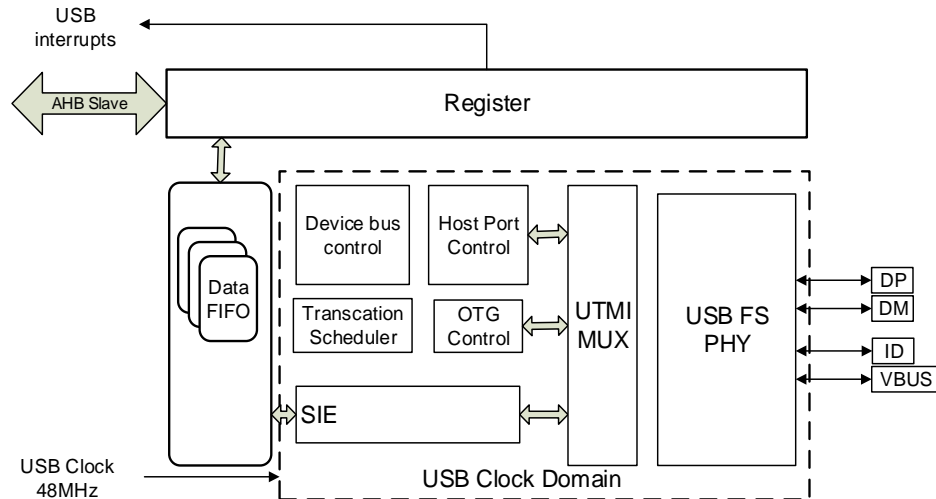 USB
interrupts
AHB Slave
Register
Device bus
control
Host Port
Control
Data
FIFO
Transcation
Scheduler
OTG
Control
UTMI
MUX
USB FS
PHY
DP
DM
ID
VBUS
SIE
USB Clock
48MHz
USB Clock Domain